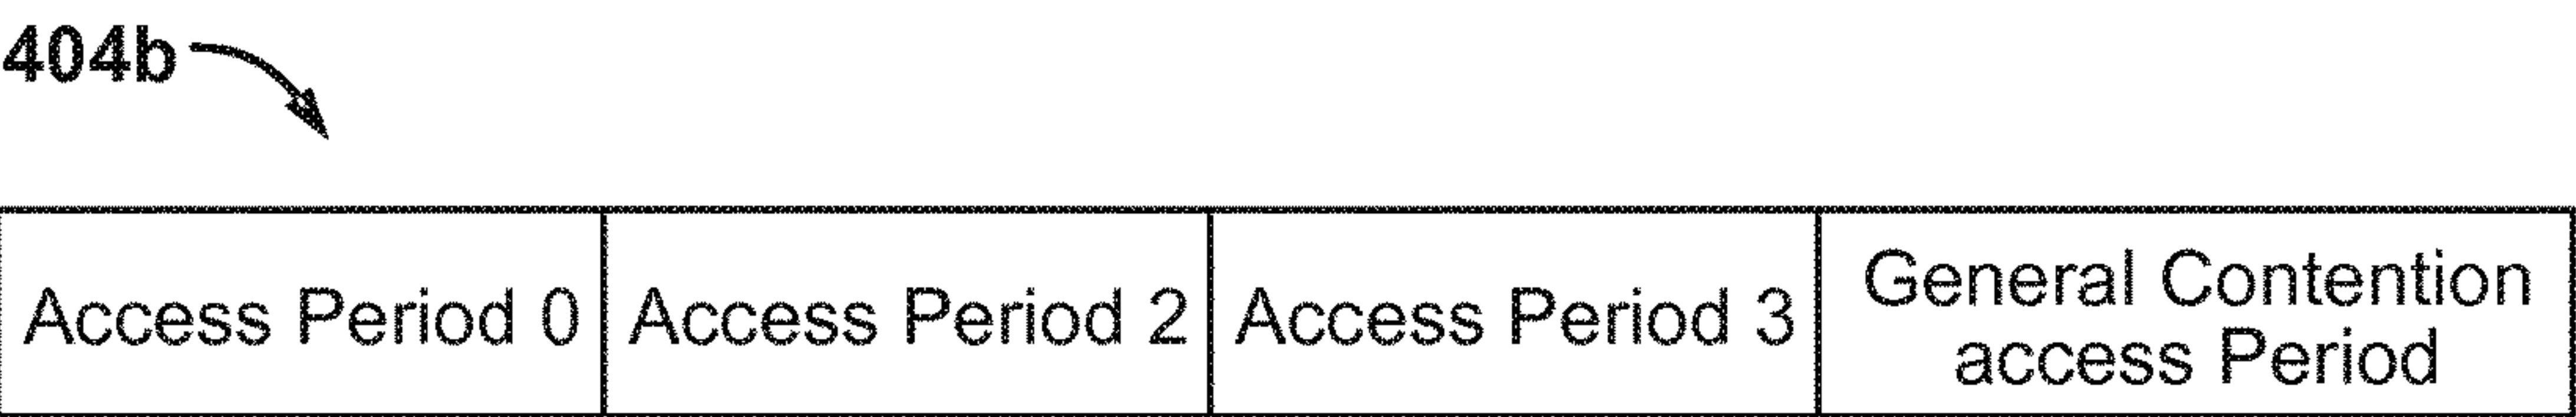 404b
Access Period 0
Access Period 2
Access Period 3
General Contention
access Period